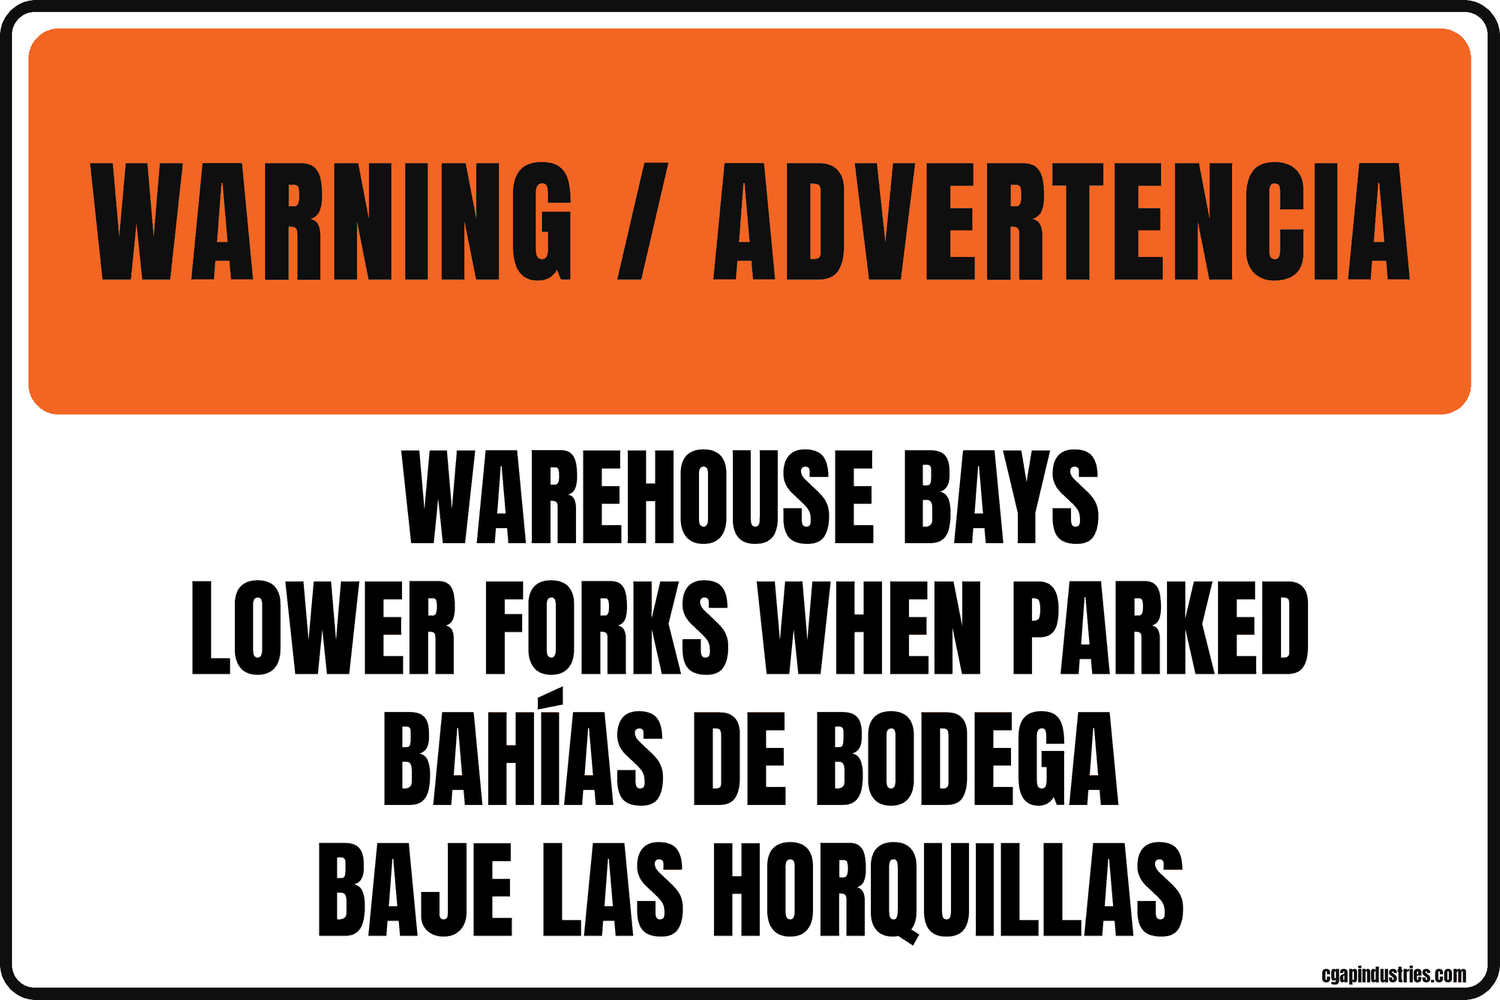 WARNING / ADVERTENCIA
WAREHOUSE BAYS
LOWER FORKS WHEN PARKED
BAHÍAS DE BODEGA
BAJE LAS HORQUILLAS
cgapindustries.com